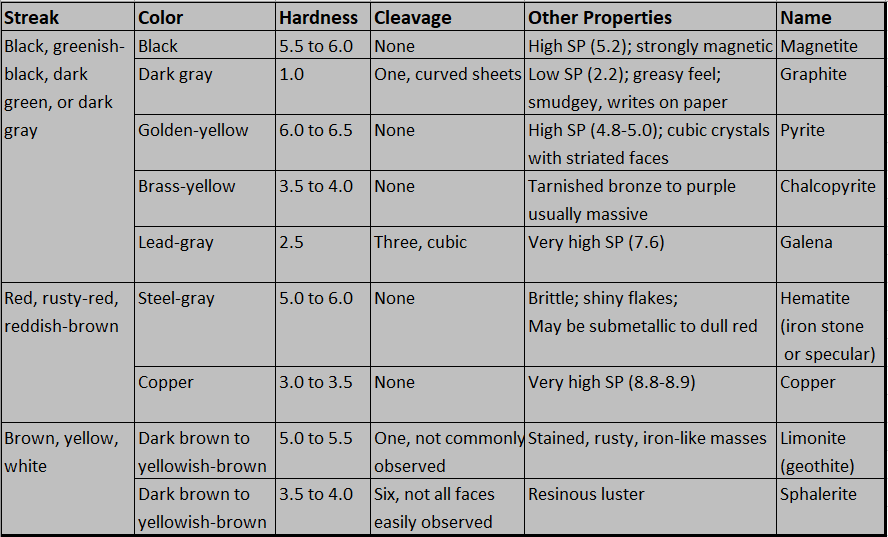 Streak Color Hardness Cleavage Other Properties Name
Black, greenish- Black 5.5 to 6.0 None High SP (5.2); strongly magnetic Magnetite
black, dark Dark gray 1.0 One, curved sheets Low SP (2.2); greasy feel; Graphite
green, or dark smudgey, writes on paper
gray Golden-yellow 6.0 to 6.5 None High SP (4.8-5.0); cubic crystals Pyrite
with striated faces
Brass-yellow 3.5 to 4.0 None Tarnished bronze to purple Chalcopyrite
usually massive
Lead-gray 2.5 Three, cubic Very high SP (7.6) Galena
Red, rusty-red, Steel-gray 5.0 to 6.0 None Brittle; shiny flakes; Hematite
reddish-brown May be submetallic to dull red (iron stone
or specular)
Copper 3.0 to 3.5 None Very high SP (8.8-8.9) Copper
Brown, yellow, Dark brown to 5.0 to 5.5 One, not commonly Stained, rusty, iron-like masses Limonite
white yellowish-brown observed (geothite)
Dark brown to 3.5 to 4.0 Six, not all faces Resinous luster Sphalerite
yellowish-brown easily observed